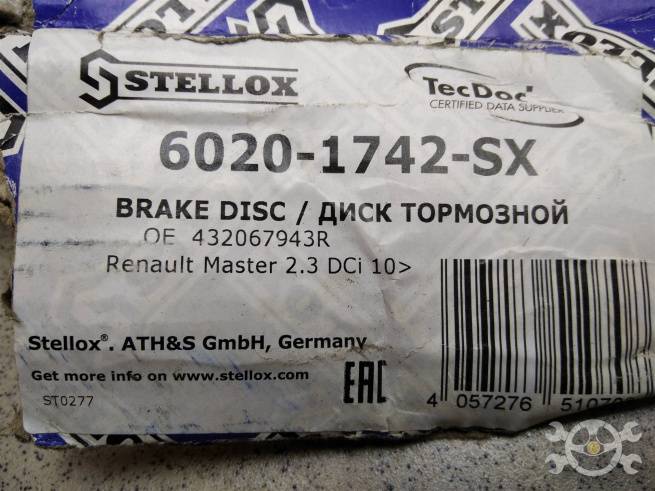 STELLOX
TecDoc
CERTIFIED DATA SUPPLIER
6020-1742-SX
BRAKE DISC / ДИСК ТОРМОЗНОЙ
OE 432067943R
Renault Master 2.3 DCi 10>
Stellox®. ATH&S GmbH, Germany
Get more info on www.stellox.com
EAC
ST0277
4 057276